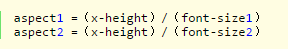 aspect1 = (x-height) / (font-size1)
aspect2 = (x-height) / (font-size2)